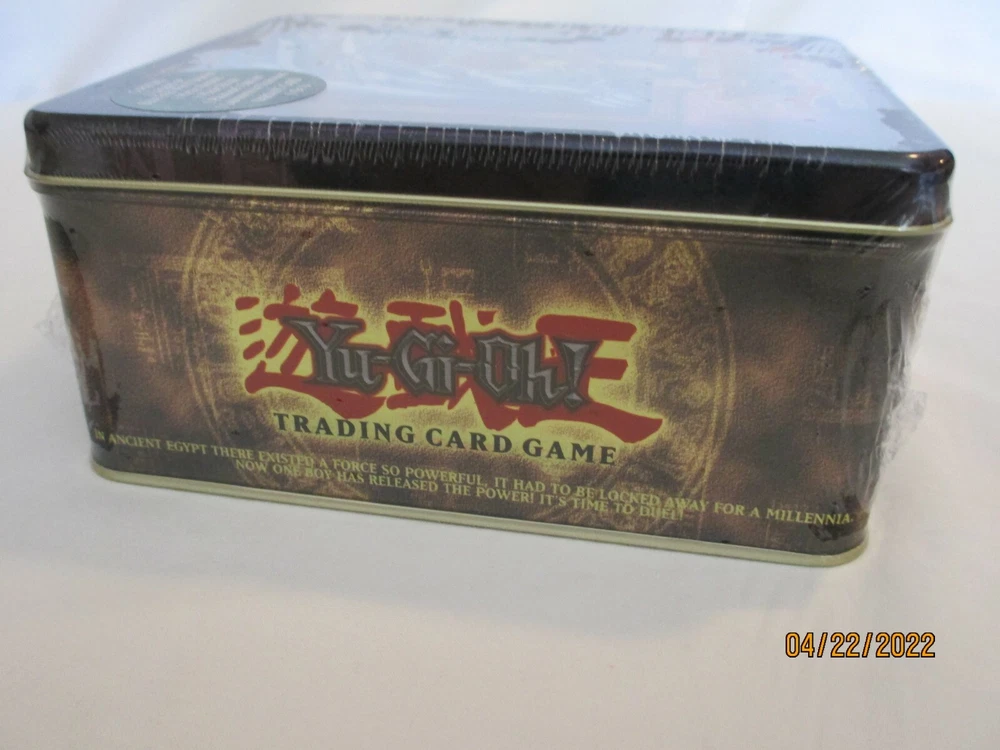 遊戯王
Yu-Gi-Oh!
TRADING CARD GAME
IN ANCIENT EGYPT THERE EXISTED A FORCE SO POWERFUL, IT HAD TO BE LOCKED AWAY FOR A MILLENNIA.
NOW ONE BOY HAS RELEASED THE POWER! IT'S TIME TO DUEL!
04/22/2022